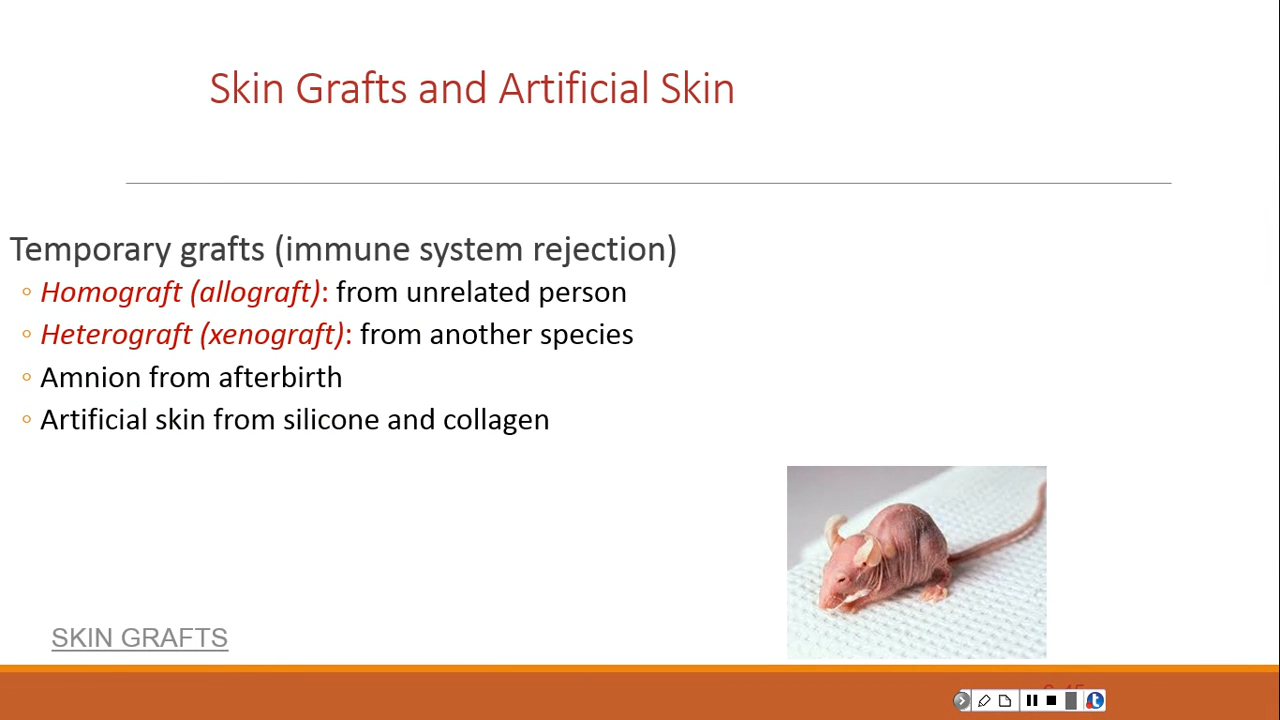 Skin Grafts and Artificial Skin
Temporary grafts (immune system rejection)
◦ Homograft (allograft): from unrelated person
◦ Heterograft (xenograft): from another species
◦ Amnion from afterbirth
◦ Artificial skin from silicone and collagen
SKIN GRAFTS